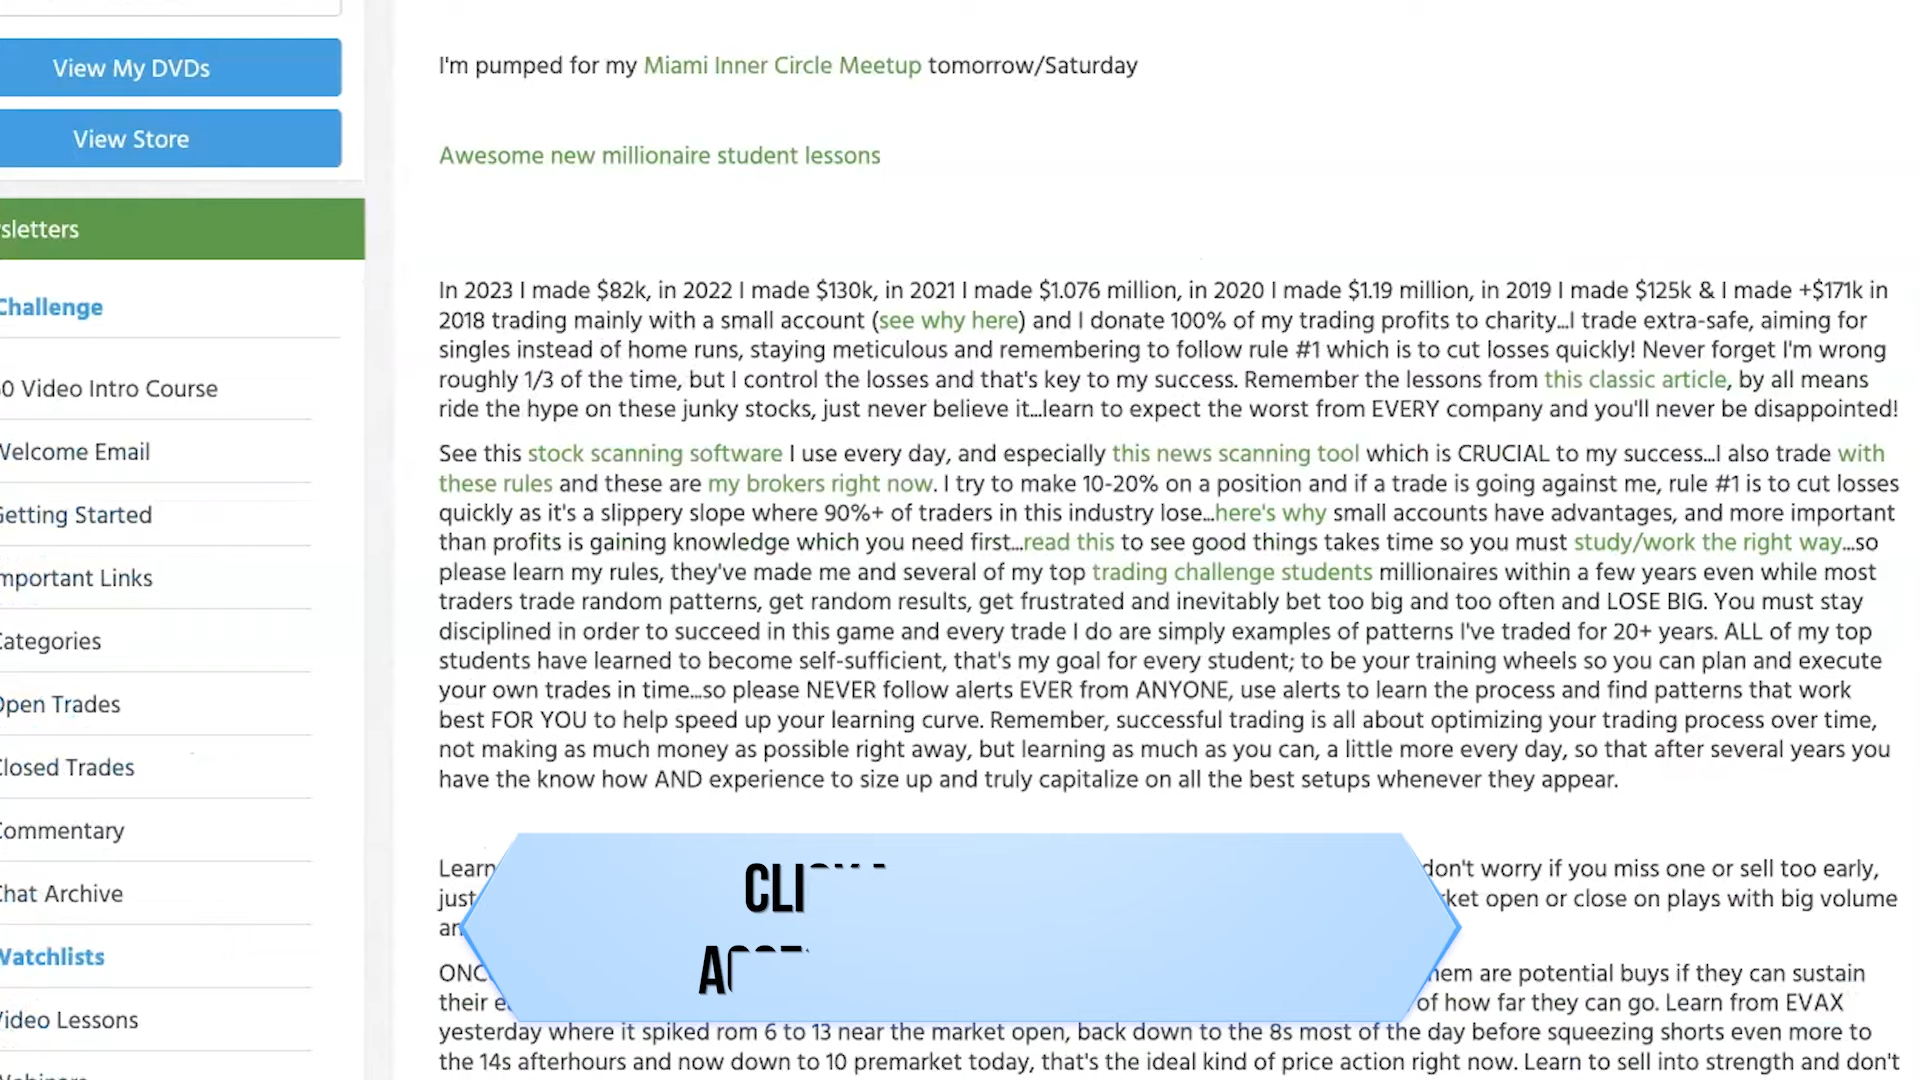 View My DVDs
View Store
sletters
Challenge
0 Video Intro Course
Welcome Email
Getting Started
Important Links
Categories
Open Trades
Closed Trades
Commentary
Chat Archive
Watchlists
Video Lessons
I'm pumped for my Miami Inner Circle Meetup tomorrow/Saturday
Awesome new millionaire student lessons
In 2023 I made $82k, in 2022 I made $130k, in 2021 I made $1.076 million, in 2020 I made $1.19 million, in 2019 I made $125k & I made +$171k in
2018 trading mainly with a small account (see why here) and I donate 100% of my trading profits to charity...I trade extra-safe, aiming for
singles instead of home runs, staying meticulous and remembering to follow rule #1 which is to cut losses quickly! Never forget I'm wrong
roughly 1/3 of the time, but I control the losses and that's key to my success. Remember the lessons from this classic article, by all means
ride the hype on these junky stocks, just never believe it...learn to expect the worst from EVERY company and you'll never be disappointed!
See this stock scanning software I use every day, and especially this news scanning tool which is CRUCIAL to my success...I also trade with
these rules and these are my brokers right now. I try to make 10-20% on a position and if a trade is going against me, rule #1 is to cut losses
quickly as it's a slippery slope where 90%+ of traders in this industry lose...here's why small accounts have advantages, and more important
than profits is gaining knowledge which you need first...read this to see good things takes time so you must study/work the right way...so
please learn my rules, they've made me and several of my top trading challenge students millionaires within a few years even while most
traders trade random patterns, get random results, get frustrated and inevitably bet too big and too often and LOSE BIG. You must stay
disciplined in order to succeed in this game and every trade I do are simply examples of patterns I've traded for 20+ years. ALL of my top
students have learned to become self-sufficient, that's my goal for every student; to be your training wheels so you can plan and execute
your own trades in time...so please NEVER follow alerts EVER from ANYONE, use alerts to learn the process and find patterns that work
best FOR YOU to help speed up your learning curve. Remember, successful trading is all about optimizing your trading process over time,
not making as much money as possible right away, but learning as much as you can, a little more every day, so that after several years you
have the know how AND experience to size up and truly capitalize on all the best setups whenever they appear.
Learn don't worry if you miss one or sell too early,
just ket open or close on plays with big volume
an
ONC hem are potential buys if they can sustain
their e of how far they can go. Learn from EVAX
yesterday where it spiked rom 6 to 13 near the market open, back down to the 8s most of the day before squeezing shorts even more to
the 14s afterhours and now down to 10 premarket today, that's the ideal kind of price action right now. Learn to sell into strength and don't
CLI
A